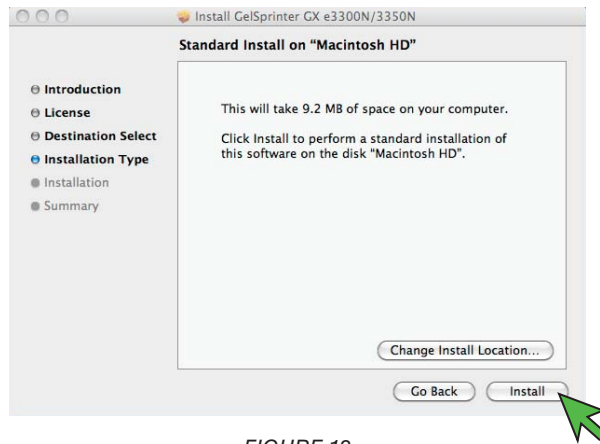 Install GelSprinter GX e3300N/3350N
Standard Install on “Macintosh HD”
Introduction
License
Destination Select
Installation Type
Installation
Summary
This will take 9.2 MB of space on your computer.
Click Install to perform a standard installation of
this software on the disk “Macintosh HD”.
Change Install Location...
Go Back
Install